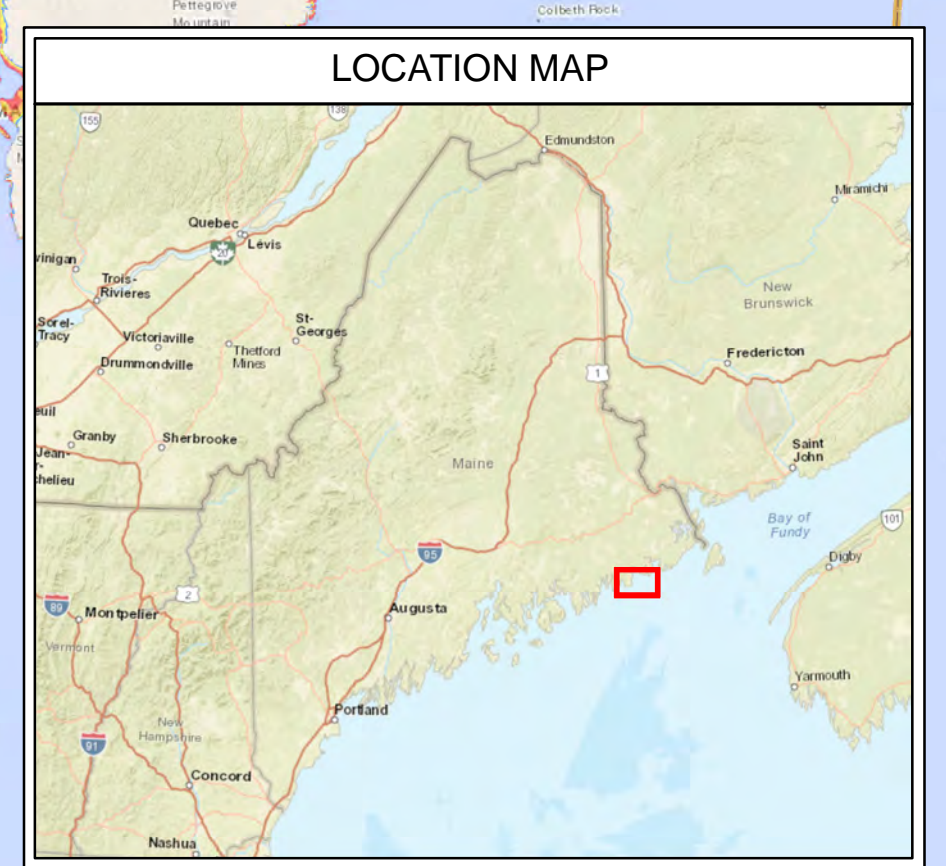 Pettegrove
Mountain
Colbeth Rock
LOCATION MAP
155
138
Edmundston
Miramichi
Quebec
Lévis
20
vinigan
Trois-
Rivieres
New
Brunswick
Sorel-
Tracy
Victoriaville
St-
Georges
Thetford
Mines
Drummondville
Fredericton
1
euil
Granby
Sherbrooke
Jean-
r-
chelieu
Maine
Saint
John
Bay of
Fundy
101
95
Digby
2
89
Montpelier
Augusta
Vermont
Yarmouth
Portland
New
Hampshire
91
Concord
Nashua